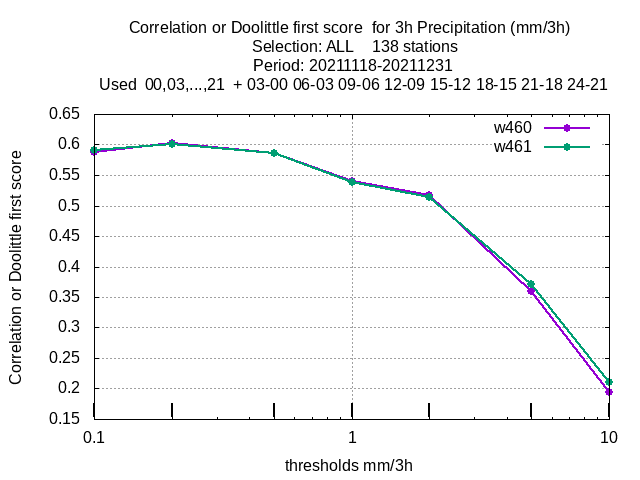 Correlation or Doolittle first score  for 3h Precipitation (mm/3h)
Selection: ALL    138 stations
Period: 20211118-20211231
Used  00,03,...,21  + 03-00 06-03 09-06 12-09 15-12 18-15 21-18 24-21
0.65
0.6
0.55
0.5
0.45
0.4
0.35
0.3
0.25
0.2
0.15
Correlation or Doolittle first score
w460
w461
0.1
1
10
thresholds mm/3h